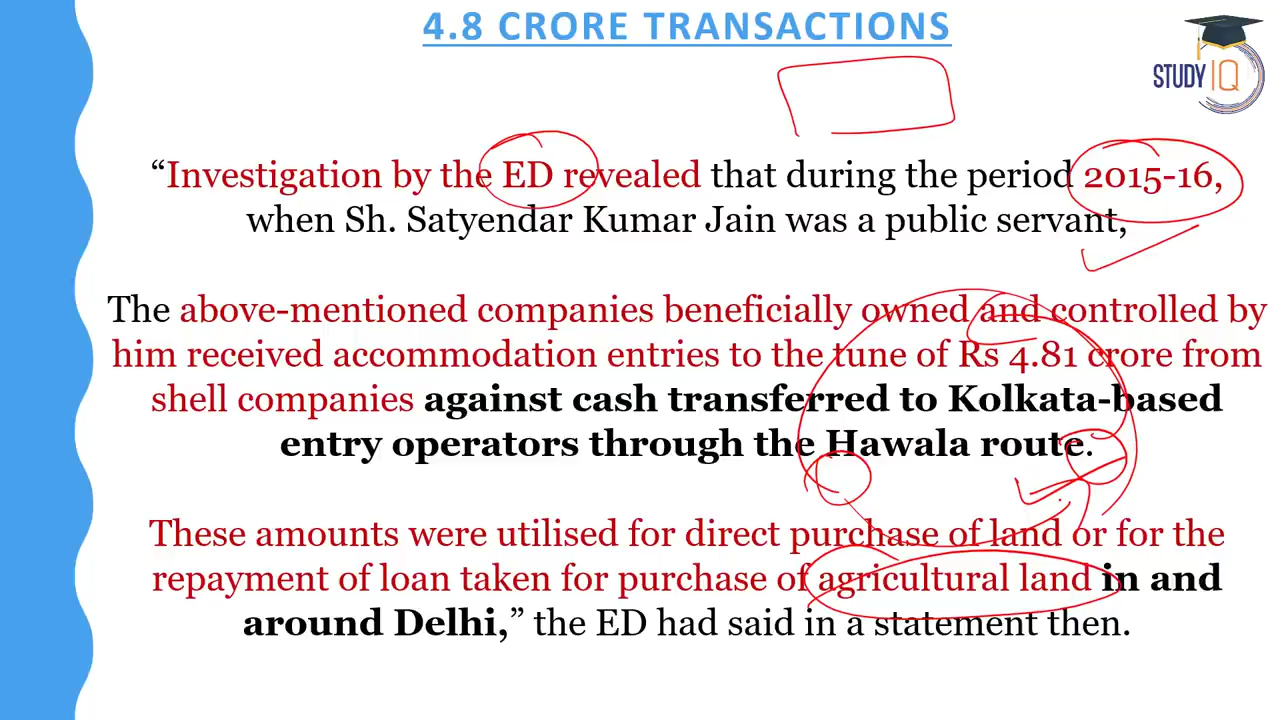 4.8 CRORE TRANSACTIONS
STUDY IQ
“Investigation by the ED revealed that during the period 2015-16,
when Sh. Satyendar Kumar Jain was a public servant,
The above-mentioned companies beneficially owned and controlled by
him received accommodation entries to the tune of Rs 4.81 crore from
shell companies against cash transferred to Kolkata-based
entry operators through the Hawala route.
These amounts were utilised for direct purchase of land or for the
repayment of loan taken for purchase of agricultural land in and
around Delhi,” the ED had said in a statement then.